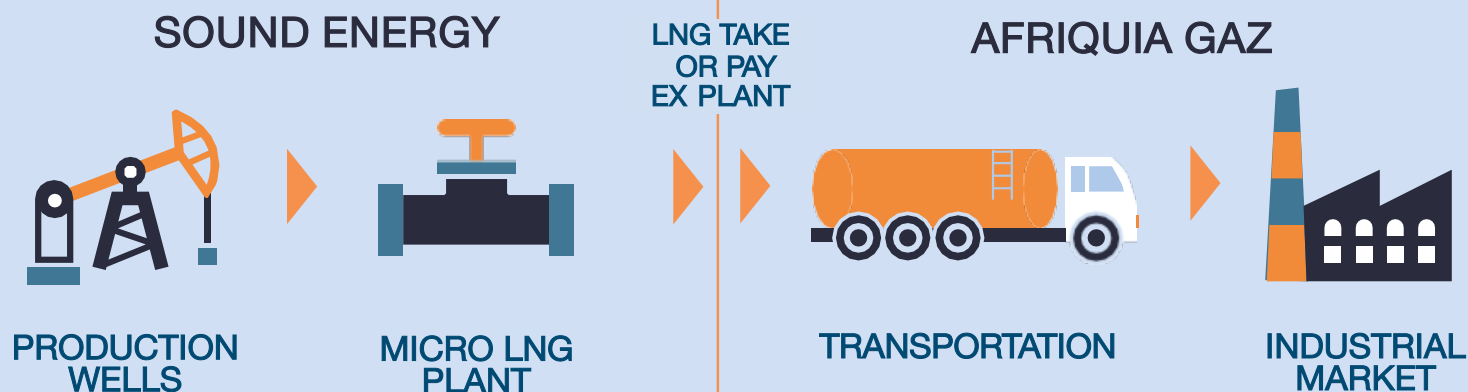 SOUND ENERGY
LNG TAKE
OR PAY
EX PLANT
AFRIQUIA GAZ
PRODUCTION
WELLS
MICRO LNG
PLANT
TRANSPORTATION
INDUSTRIAL
MARKET